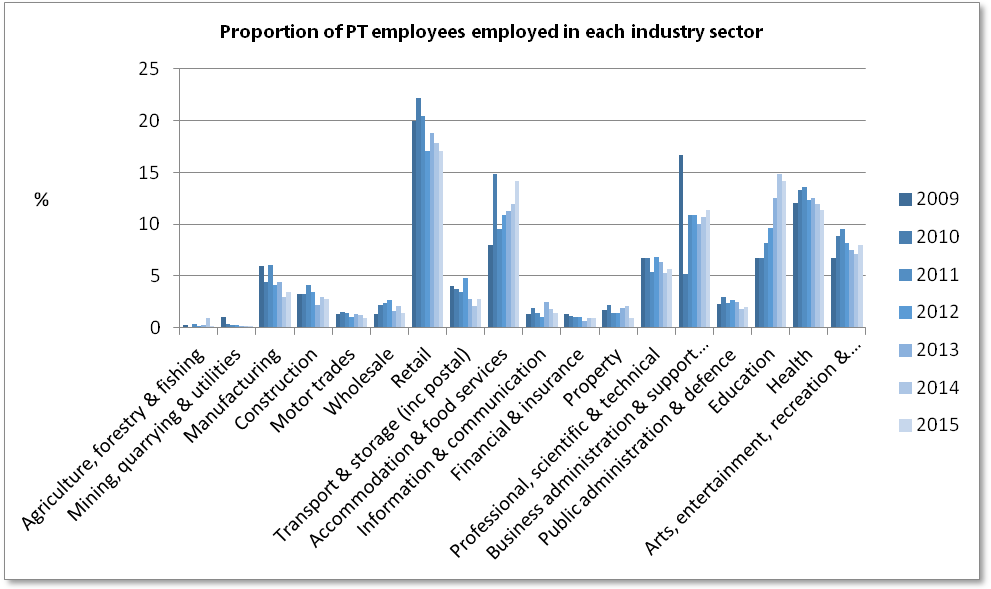 Proportion of PT employees employed in each industry sector
25
20
15
10
5
0
%
Agriculture, forestry & fishing
Mining, quarrying & utilities
Manufacturing
Construction
Motor trades
Wholesale
Retail
Transport & storage (inc postal)
Accommodation & food services
Information & communication
Financial & insurance
Property
Professional, scientific & technical
Business administration & support...
Public administration & defence
Education
Health
Arts, entertainment, recreation &...
2009
2010
2011
2012
2013
2014
2015